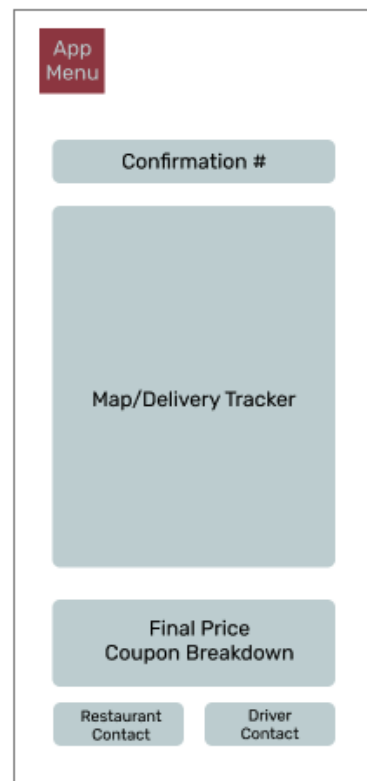 App
Menu
Confirmation #
Map/Delivery Tracker
Final Price
Coupon Breakdown
Restaurant
Contact
Driver
Contact